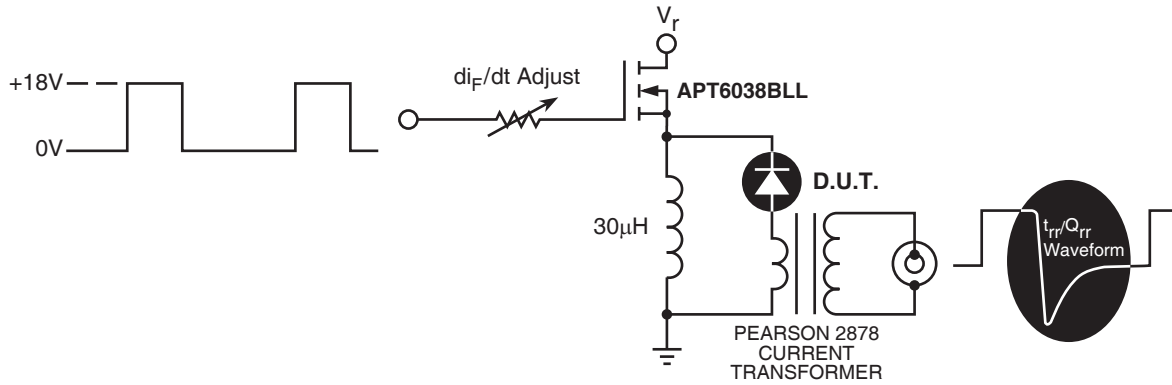 V_r
+18V
0V
di_F/dt Adjust
APT6038BLL
D.U.T.
30μH
t_rr/Q_rr
Waveform
PEARSON 2878
CURRENT
TRANSFORMER